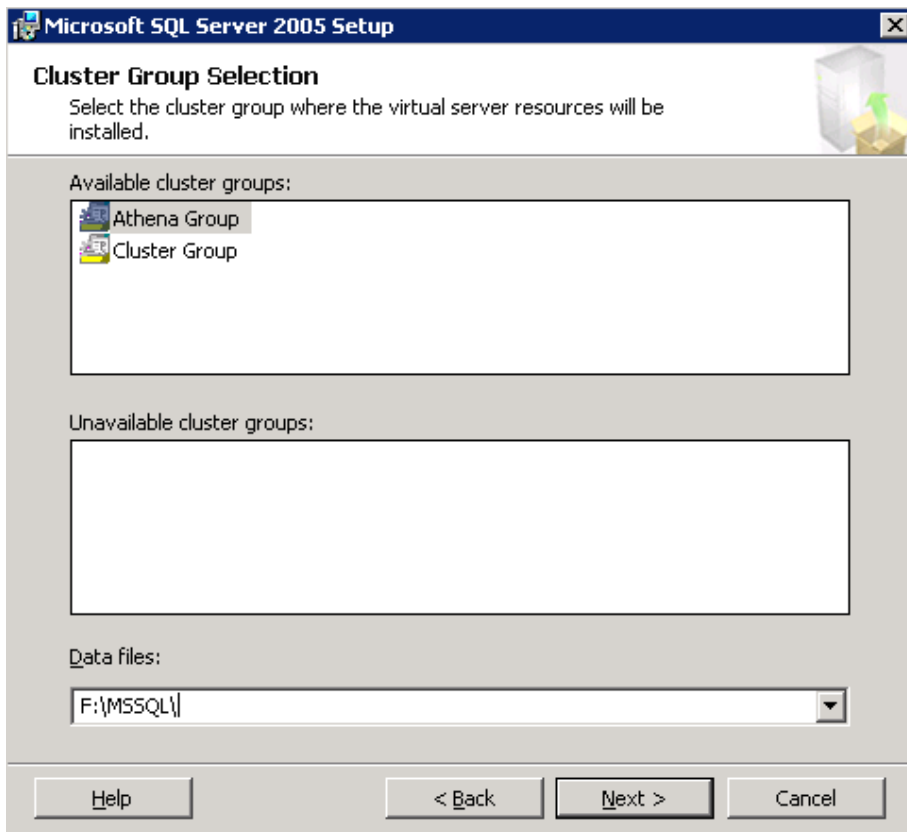 Microsoft SQL Server 2005 Setup
Cluster Group Selection
Select the cluster group where the virtual server resources will be
installed.
Available cluster groups:
Athena Group
Cluster Group
Unavailable cluster groups:
Data files:
F:\MSSQL\
Help
< Back
Next >
Cancel